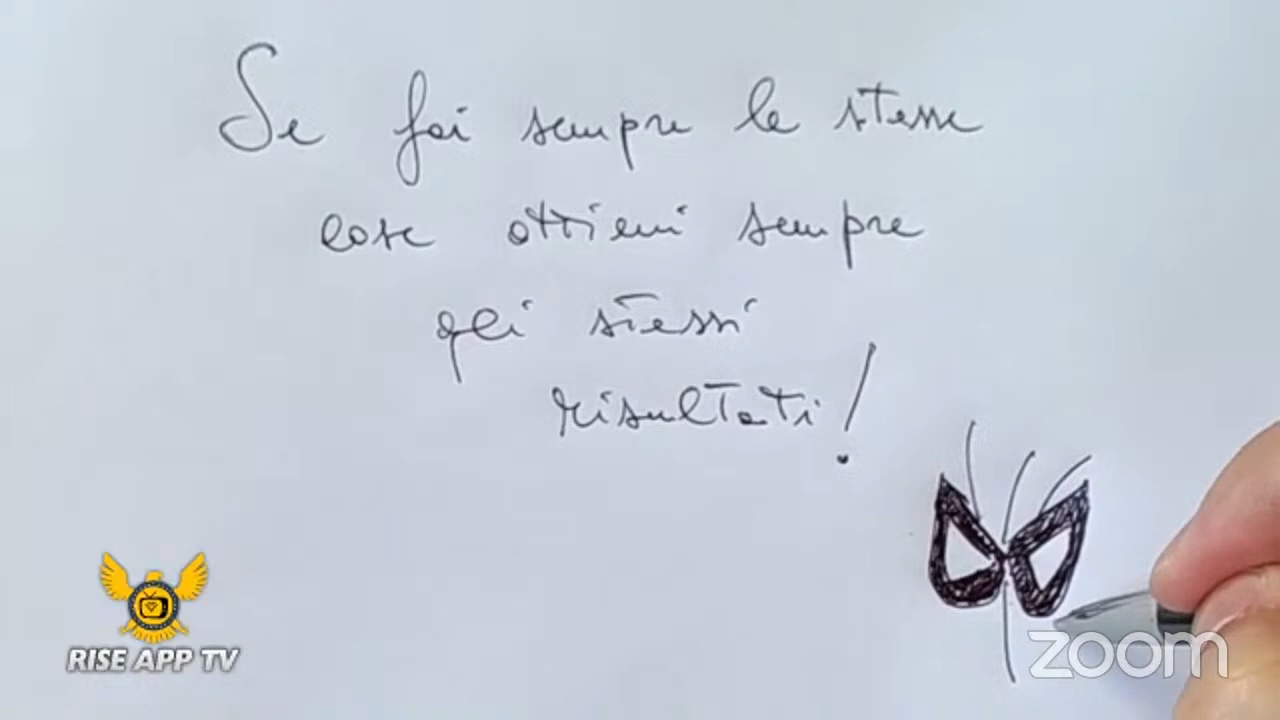 Se fai sempre le stesse
cose ottieni sempre
gli stessi
risultati!
RISE APP TV
zoom